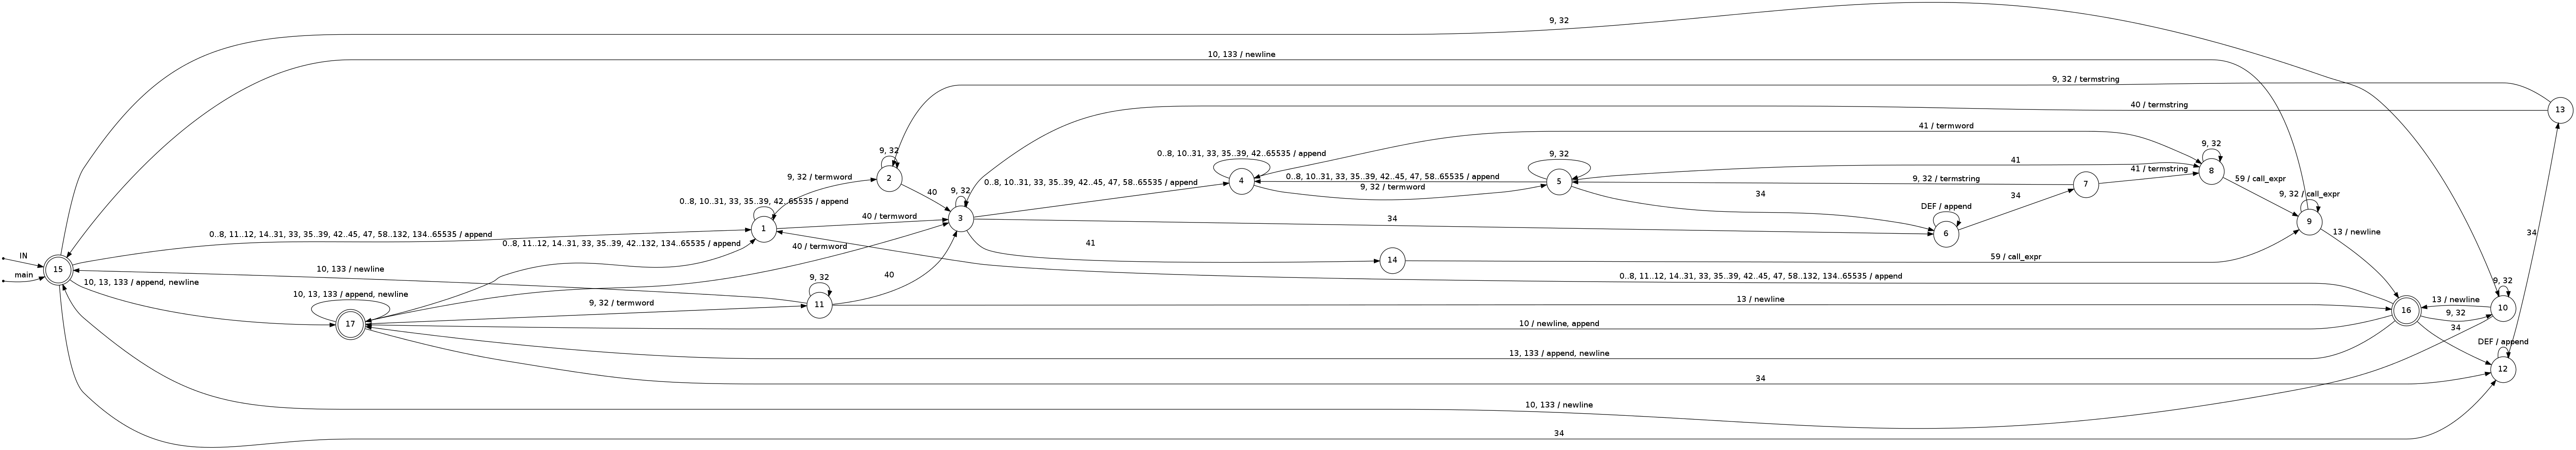 9, 32
10, 133 / newline
9, 32 / termstring
40 / termstring
13
41 / termword
9, 32
0..8, 10..31, 33, 35..39, 42..65535 / append
9, 32
9, 32
2
9, 32 / termword
4
0..8, 10..31, 33, 35..39, 42..45, 47, 58..65535 / append
9, 32 / termword
5
41
41 / termstring
8
59 / call_expr
9, 32 / termstring
7
0..8, 10..31, 33, 35..39, 42..45, 47, 58..65535 / append
40
9, 32
34
34
9, 32 / call_expr
0..8, 10..31, 33, 35..39, 42..65535 / append
DEF / append
40 / termword
3
34
9
1
6
13 / newline
34
0..8, 11..12, 14..31, 33, 35..39, 42..45, 47, 58..132, 134..65535 / append
0..8, 11..12, 14..31, 33, 35..39, 42..132, 134..65535 / append
40 / termword
41
IN
14
59 / call_expr
15
10, 133 / newline
main
40
9, 32
0..8, 11..12, 14..31, 33, 35..39, 42..45, 47, 58..132, 134..65535 / append
9, 32
10, 13, 133 / append, newline
10, 13, 133 / append, newline
9, 32 / termword
11
13 / newline
13 / newline
10
16
9, 32
17
10 / newline, append
34
13, 133 / append, newline
DEF / append
12
34
10, 133 / newline
34